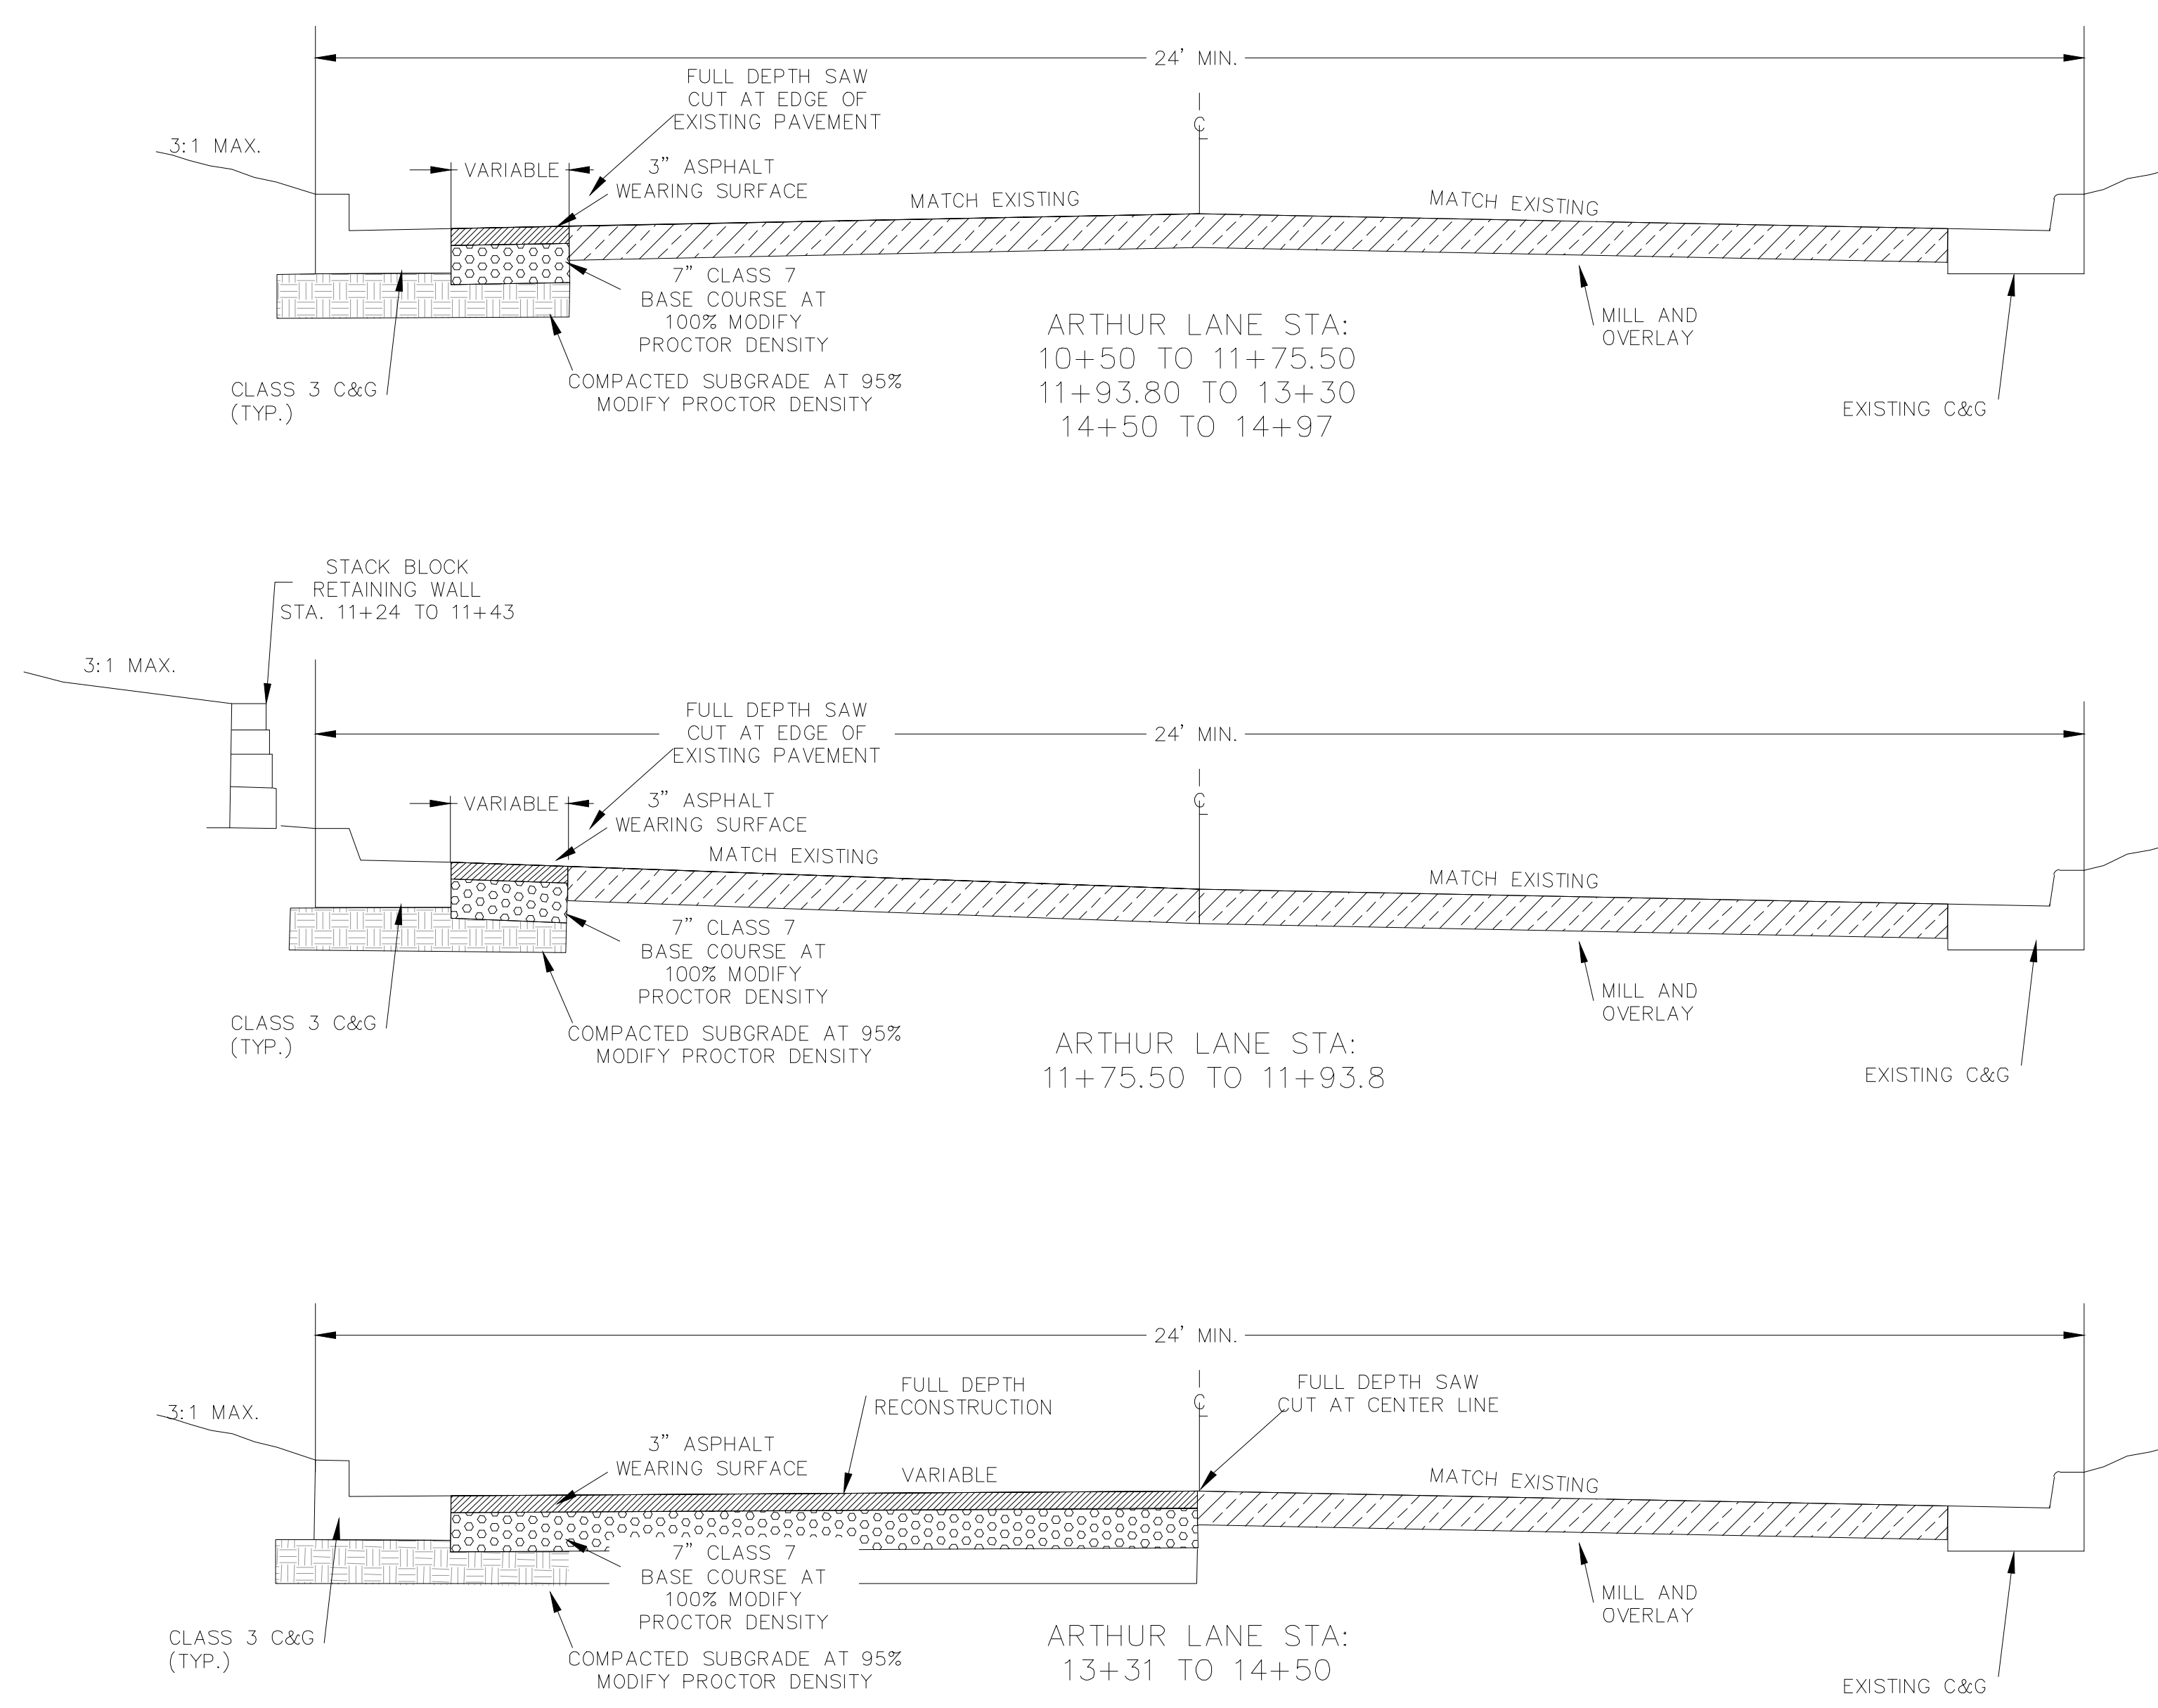 24' MIN.
FULL DEPTH SAW
CUT AT EDGE OF
EXISTING PAVEMENT
℄
3:1 MAX.
VARIABLE
3" ASPHALT
WEARING SURFACE
MATCH EXISTING
MATCH EXISTING
7" CLASS 7
BASE COURSE AT
100% MODIFY
PROCTOR DENSITY
MILL AND
OVERLAY
ARTHUR LANE STA:
10+50 TO 11+75.50
11+93.80 TO 13+30
14+50 TO 14+97
CLASS 3 C&G
(TYP.)
COMPACTED SUBGRADE AT 95%
MODIFY PROCTOR DENSITY
EXISTING C&G
STACK BLOCK
RETAINING WALL
STA. 11+24 TO 11+43
3:1 MAX.
FULL DEPTH SAW
CUT AT EDGE OF
EXISTING PAVEMENT
24' MIN.
℄
VARIABLE
3" ASPHALT
WEARING SURFACE
MATCH EXISTING
MATCH EXISTING
7" CLASS 7
BASE COURSE AT
100% MODIFY
PROCTOR DENSITY
MILL AND
OVERLAY
CLASS 3 C&G
(TYP.)
COMPACTED SUBGRADE AT 95%
MODIFY PROCTOR DENSITY
ARTHUR LANE STA:
11+75.50 TO 11+93.8
EXISTING C&G
24' MIN.
FULL DEPTH
RECONSTRUCTION
℄
FULL DEPTH SAW
CUT AT CENTER LINE
3:1 MAX.
3" ASPHALT
WEARING SURFACE
VARIABLE
MATCH EXISTING
7" CLASS 7
BASE COURSE AT
100% MODIFY
PROCTOR DENSITY
MILL AND
OVERLAY
CLASS 3 C&G
(TYP.)
COMPACTED SUBGRADE AT 95%
MODIFY PROCTOR DENSITY
ARTHUR LANE STA:
13+31 TO 14+50
EXISTING C&G